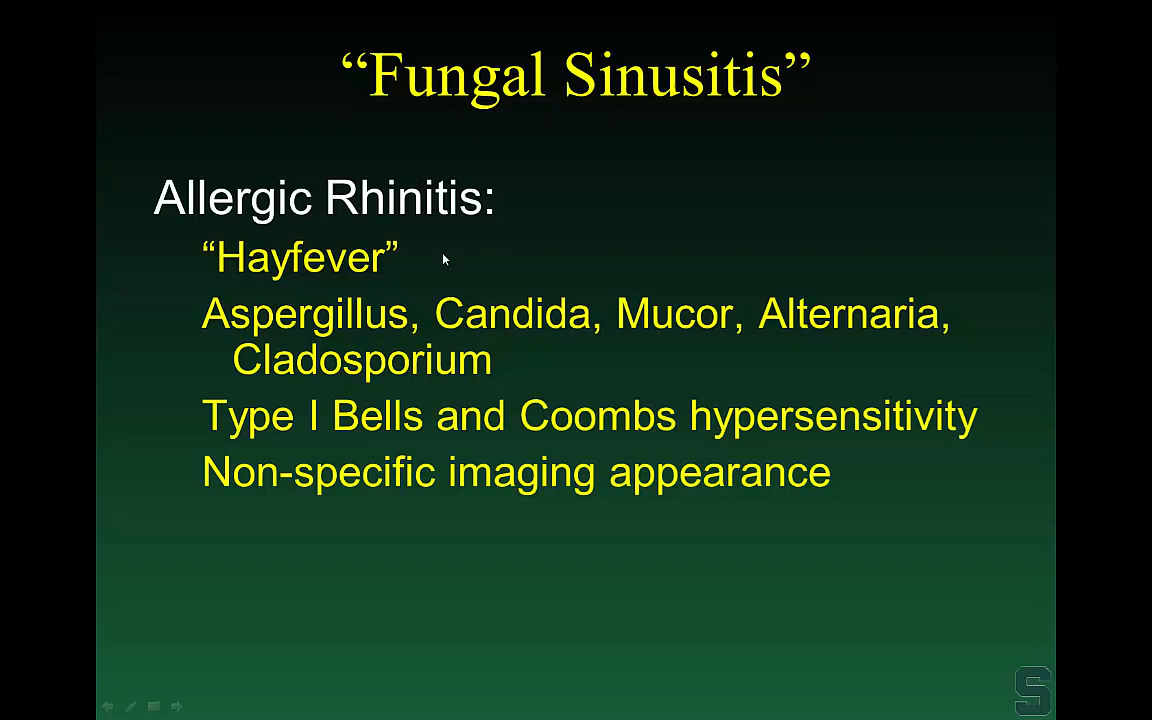 “Fungal Sinusitis”
Allergic Rhinitis:
“Hayfever”
Aspergillus, Candida, Mucor, Alternaria,
Cladosporium
Type I Bells and Coombs hypersensitivity
Non-specific imaging appearance
S